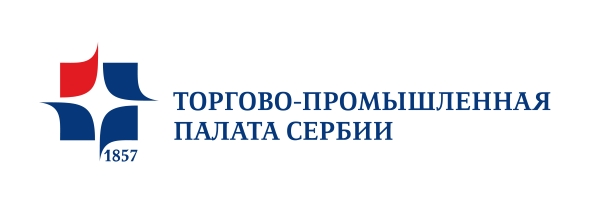 ТОРГОВО-ПРОМЫШЛЕННАЯ
ПАЛАТА СЕРБИИ
1857